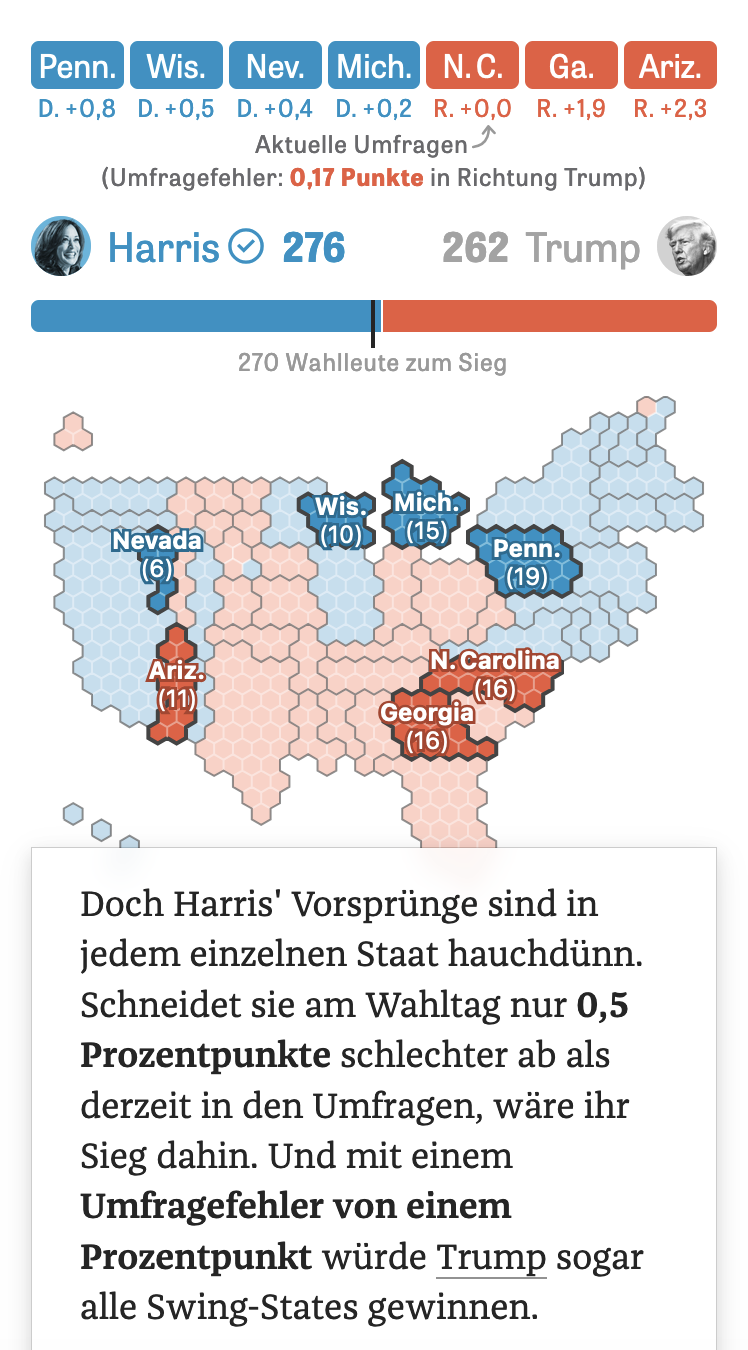 Penn. Wis. Nev. Mich. N. C. Ga. Ariz.
D. +0,8 D. +0,5 D. +0,4 D. +0,2 R. +0,0 R. +1,9 R. +2,3
Aktuelle Umfragen
(Umfragefehler: 0,17 Punkte in Richtung Trump)
Harris 276 262 Trump
270 Wahlleute zum Sieg
Wis.
(10)
Mich.
(15)
Nevada
(6)
Penn.
(19)
Ariz.
(11)
N. Carolina
(16)
Georgia
(16)
Doch Harris' Vorsprünge sind in
jedem einzelnen Staat hauchdünn.
Schneidet sie am Wahltag nur 0,5
Prozentpunkte schlechter ab als
derzeit in den Umfragen, wäre ihr
Sieg dahin. Und mit einem
Umfragefehler von einem
Prozentpunkt würde Trump sogar
alle Swing-States gewinnen.